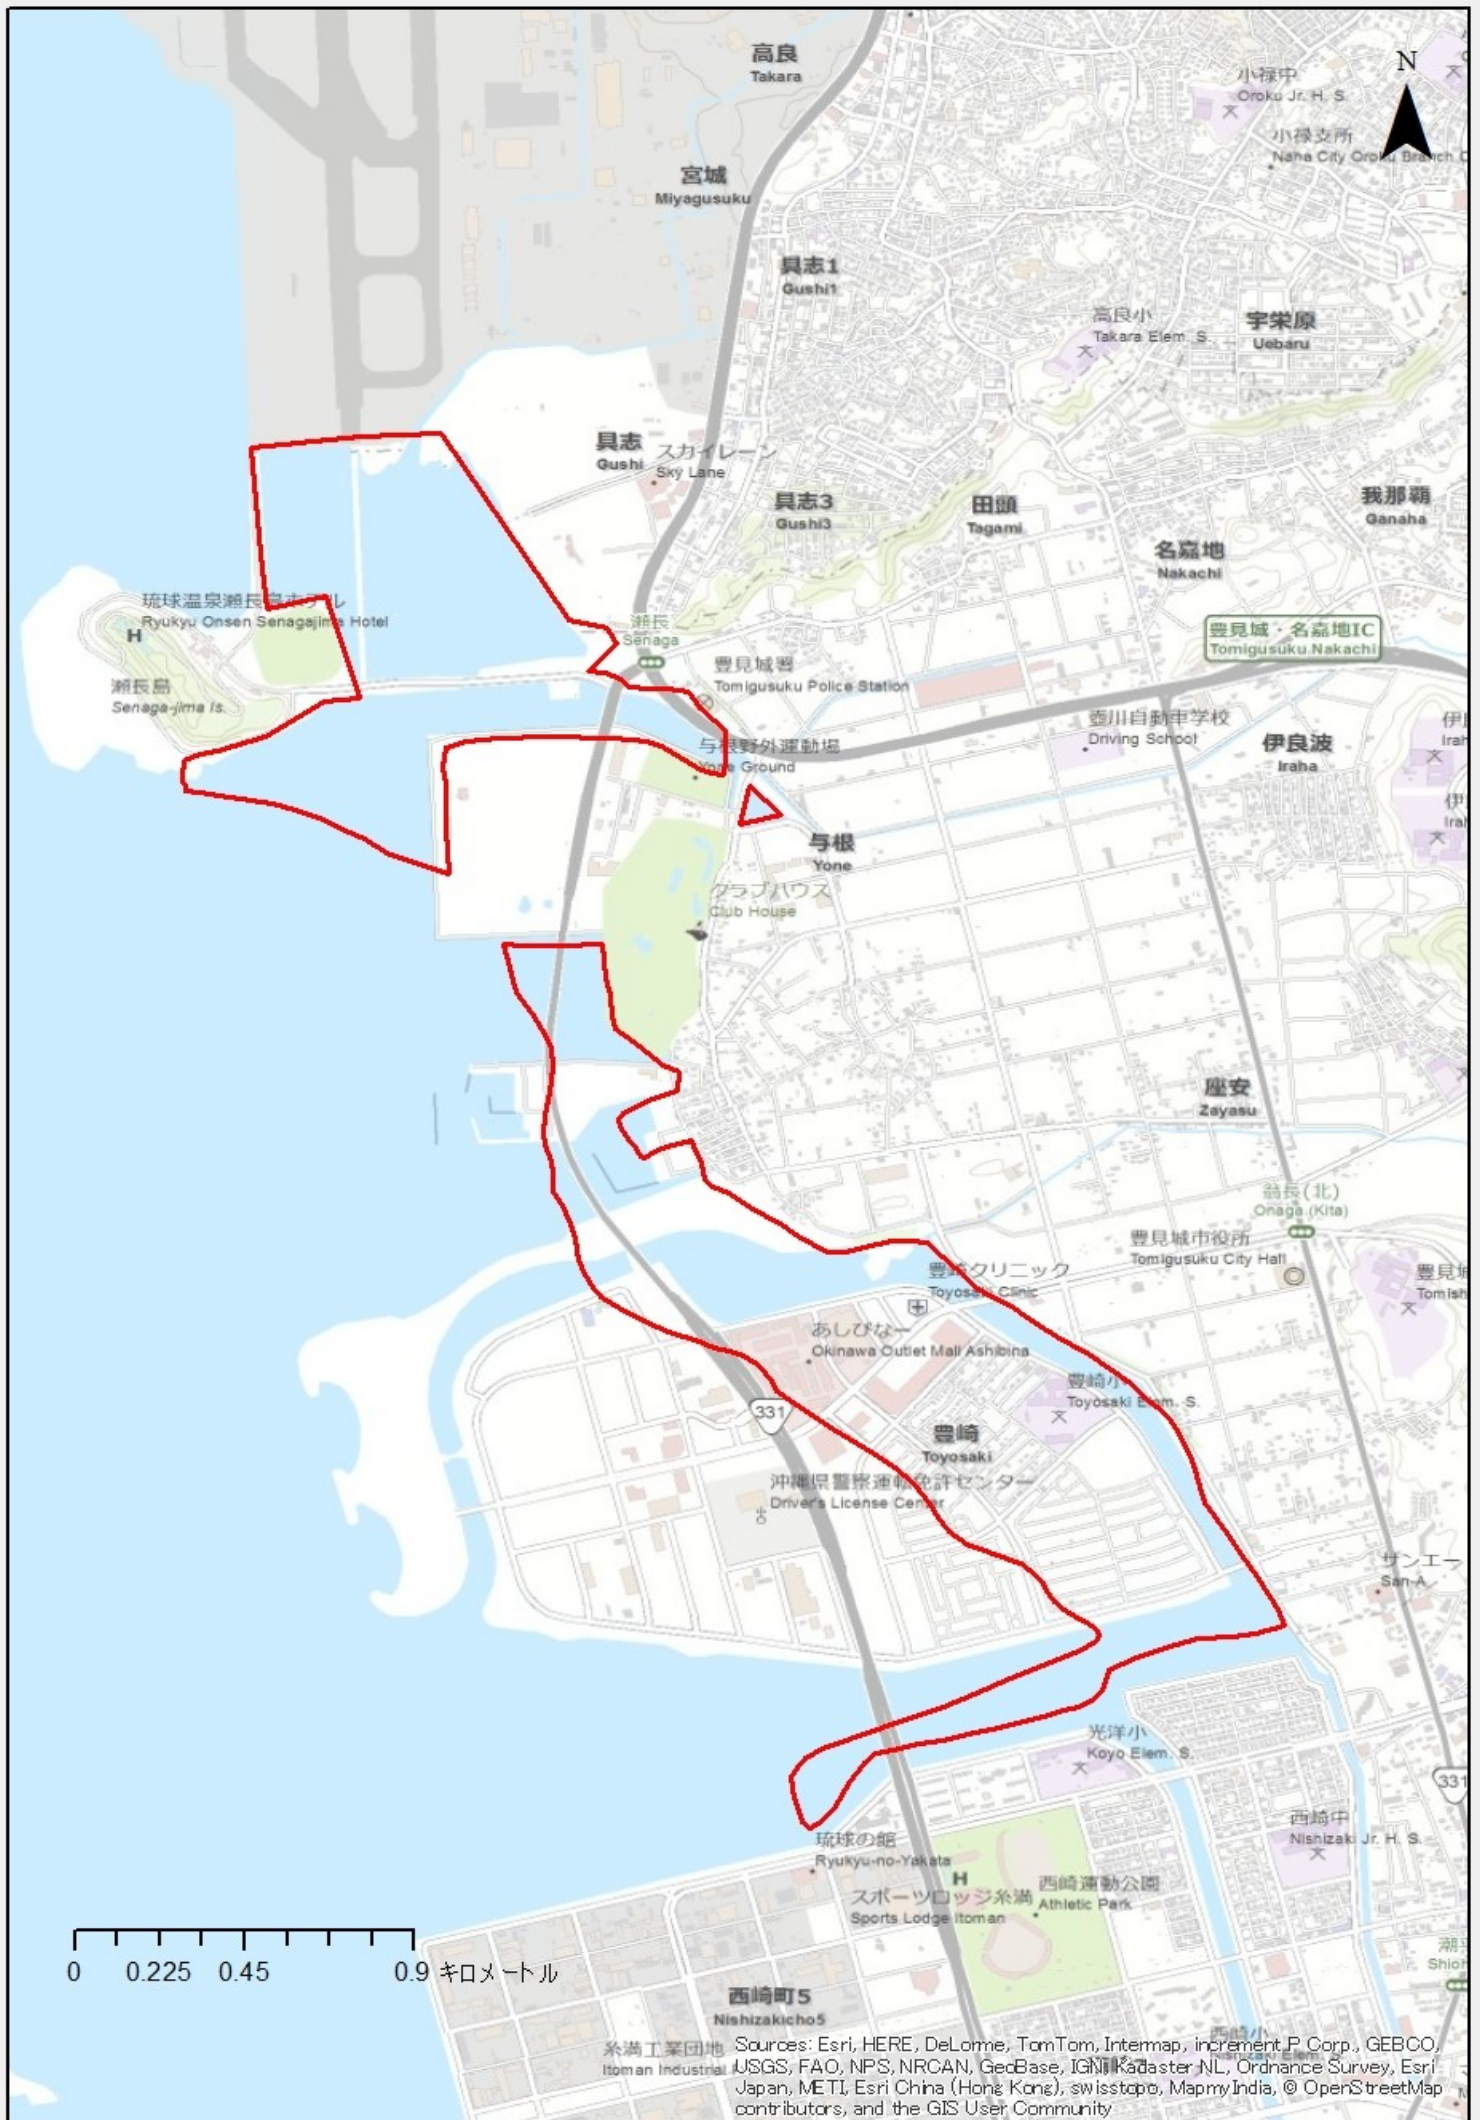 高良
Takara
N
小禄中
Oroku Jr. H. S.
小禄支所
宮城
Miyagusuku
具志1
Gushi1
高良小
Takara Elem. S.
宇栄原
Uebaru
具志
Gushi
スカイレーン
Sky Lane
具志3
Gushi3
田頭
Tagami
我那覇
Ganaha
名嘉地
Nakachi
琉球温泉瀬長島ホテル
Ryukyu Onsen Senagajima Hotel
H
瀬長
Senaga
豊見城・名嘉地IC
Tomigusuku Nakachi
瀬長島
Senaga-jima Is.
豊見城署
Tomigusuku Police Station
壺川自動車学校
Driving School
伊良波
Iraha
与根野外運動場
Yone Ground
与根
Yone
クラブハウス
Club House
座安
Zayasu
翁長(北)
Onaga (Kita)
豊見城市役所
Tomigusuku City Hall
豊崎クリニック
Toyosaki Clinic
あしびなー
Okinawa Outlet Mall Ashibina
豊崎小
Toyosaki Elem. S.
331
豊崎
Toyosaki
沖縄県警察運転免許センター
Driver's License Center
サンエー
San-A
光洋小
Koyo Elem. S.
331
西崎中
Nishizaki Jr. H. S.
琉球の館
Ryukyu-no-Yakata
H
スポーツロッジ糸満
Sports Lodge Itoman
西崎運動公園
Athletic Park
0 0.225 0.45 0.9 キロメートル
西崎町5
Nishizakicho5
糸満工業団地
Itoman Industrial
西崎小
Sources: Esri, HERE, DeLorme, TomTom, Intermap, increment P Corp., GEBCO,
USGS, FAO, NPS, NRCAN, GeoBase, IGN, Kadaster NL, Ordnance Survey, Esri
Japan, METI, Esri China (Hong Kong), swisstopo, MapmyIndia, © OpenStreetMap
contributors, and the GIS User Community